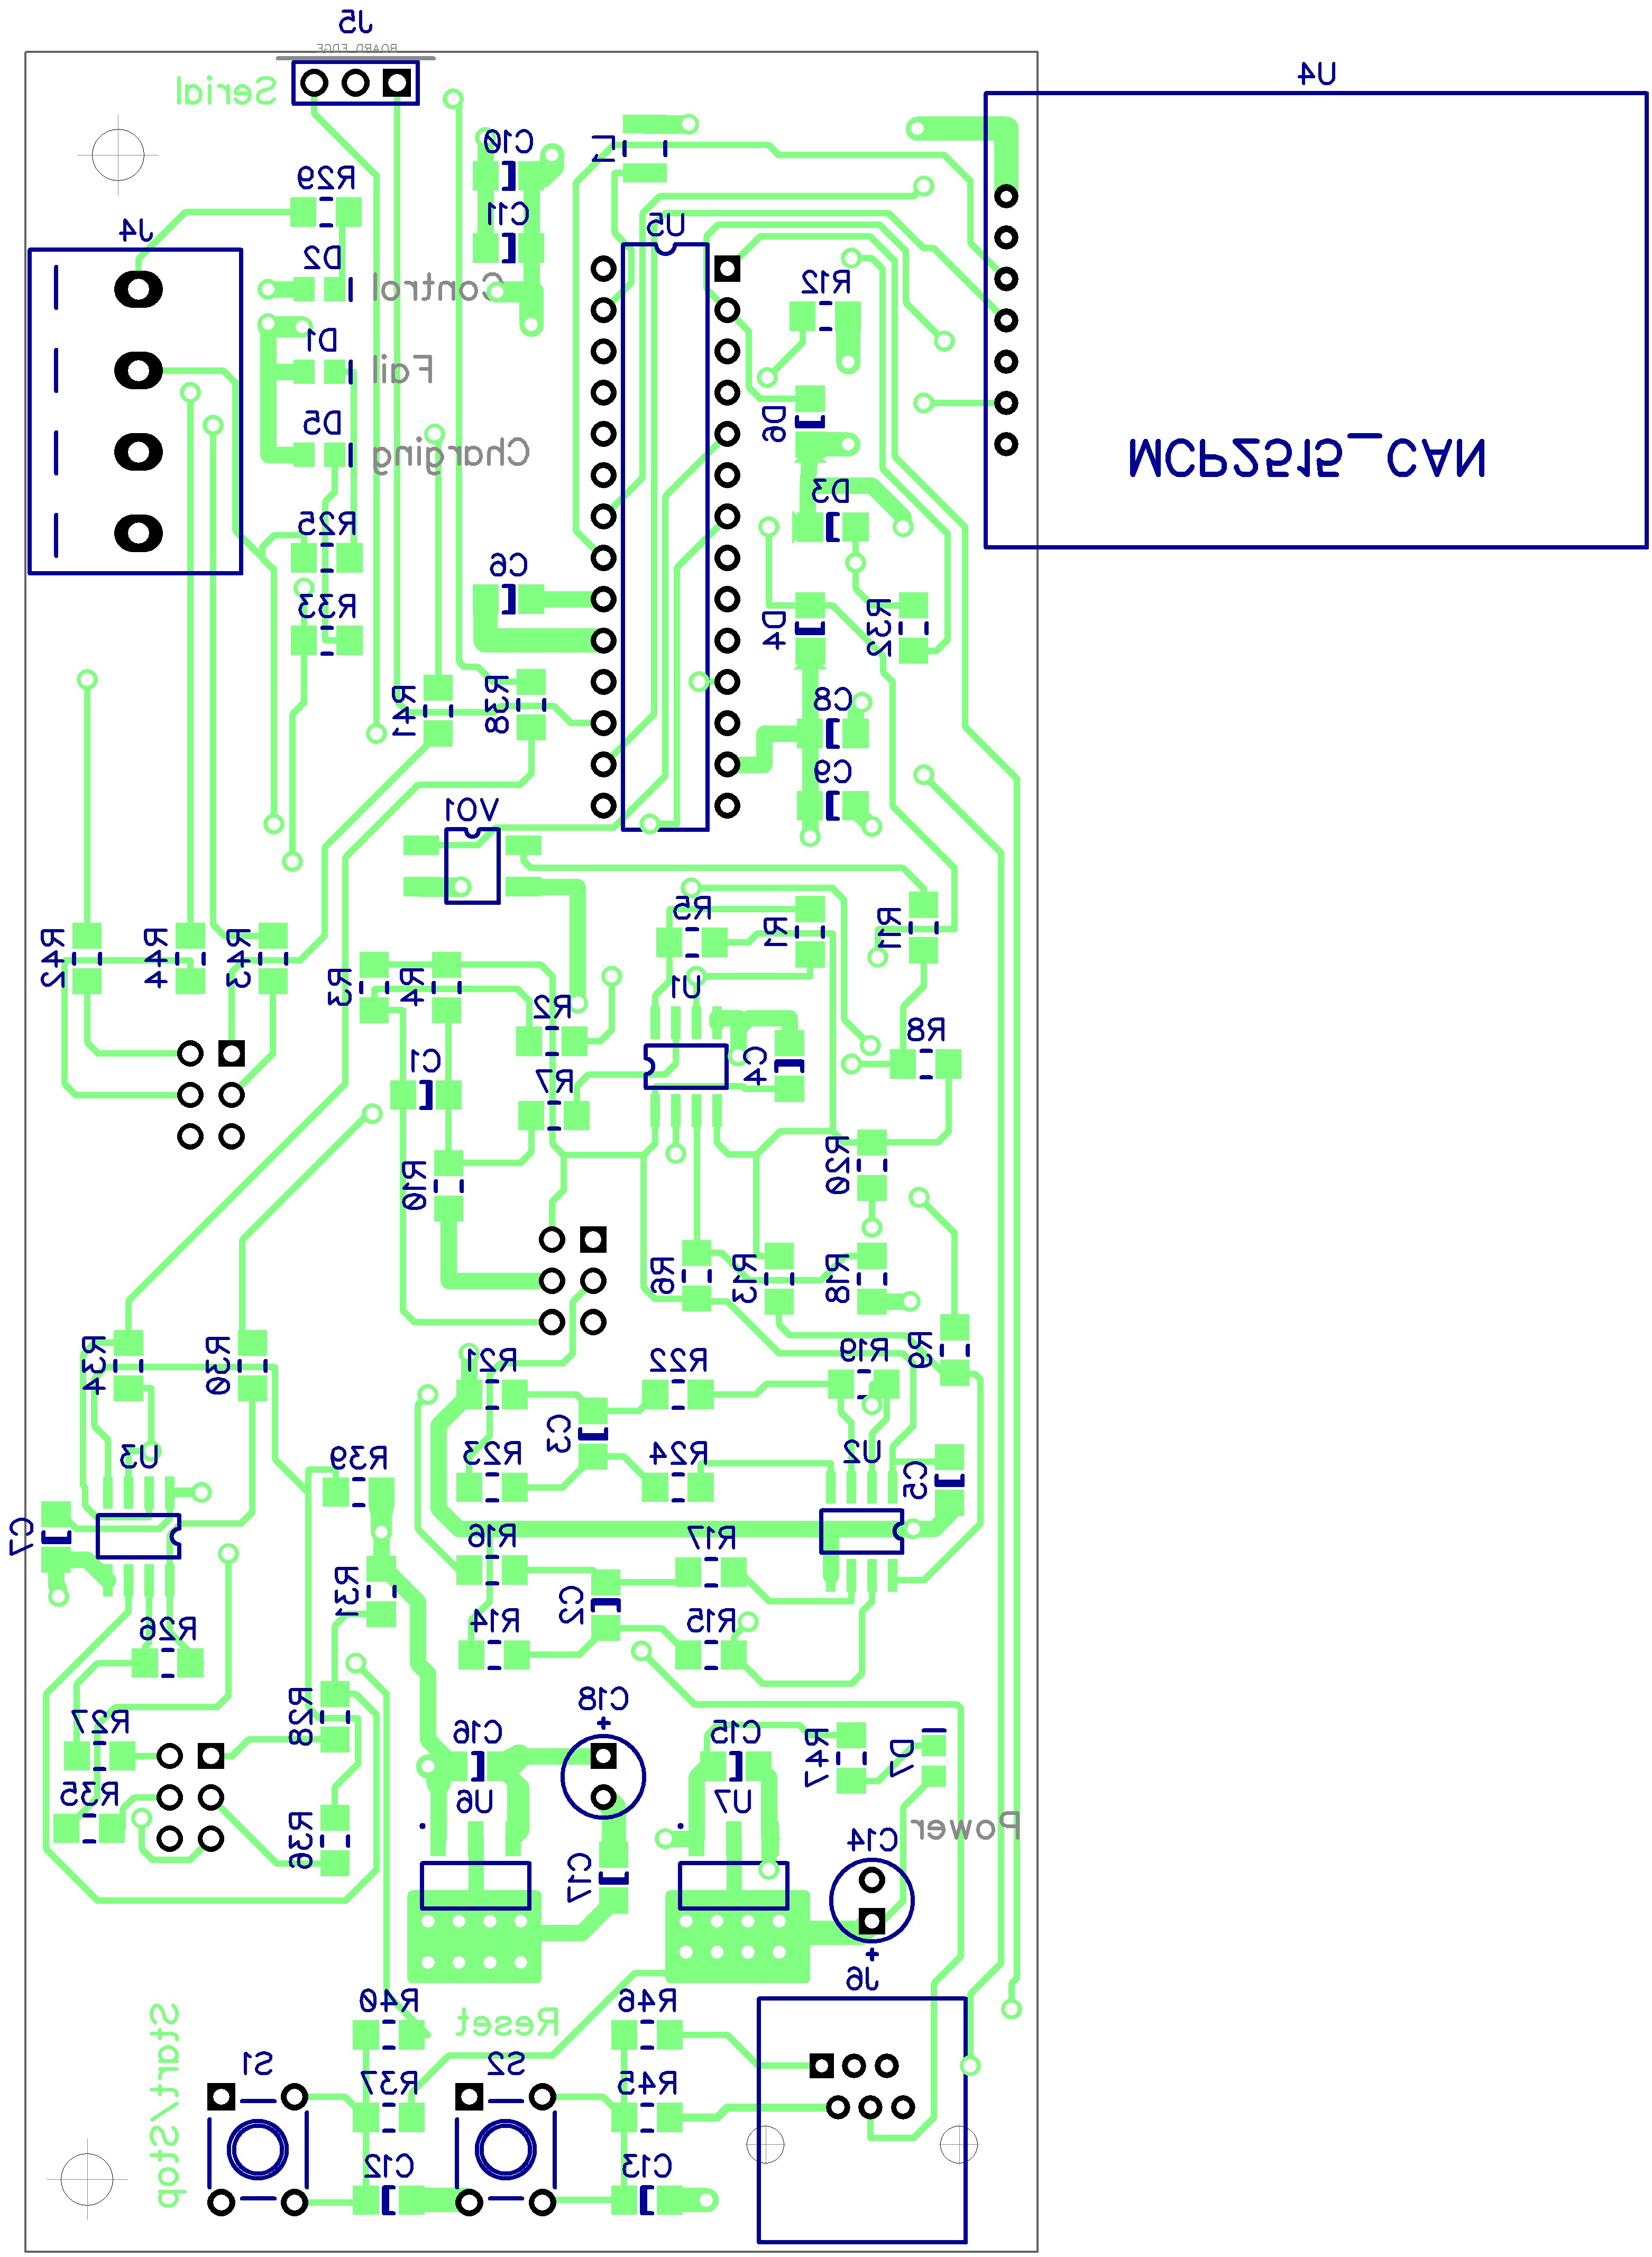 J5
BOARD EDGE
Serial
U4
C10
L1
R29
C11
U5
J4
D2
Control
R12
D1
Fail
D6
D5
Charging
MCP2515_CAN
D3
R25
C6
R33
D4
R32
R41
R38
C8
C9
VO1
R5
R1
R11
R42
R44
R43
R3
R4
U1
R2
R8
C1
R7
C4
R20
R10
R6
R13
R18
R34
R30
R21
R22
R19
R9
C3
U3
R39
R23
R24
U2
C5
C7
R16
R17
R31
C2
R26
R14
R15
C18
+
R27
R28
C16
C15
R47
D7
R35
U6
U7
Power
R36
C17
C14
+
J6
R40
R46
Reset
Start/Stop
S1
R37
S2
R45
C12
C13